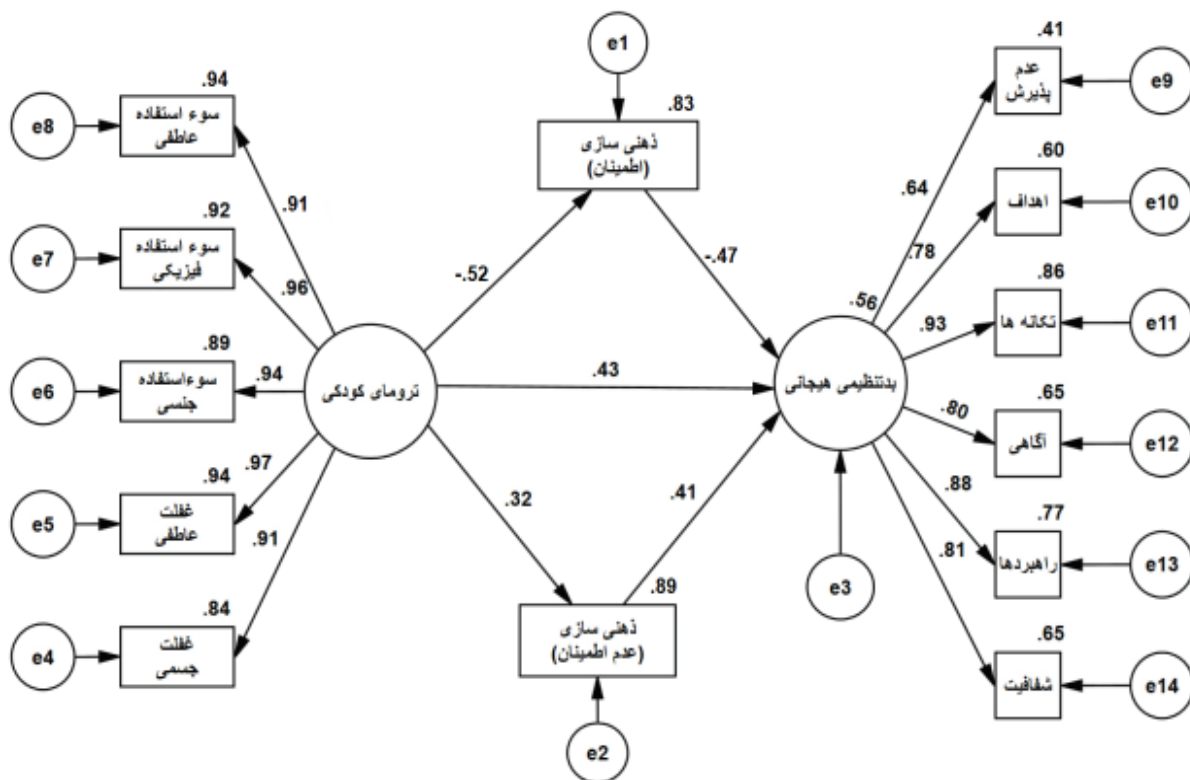 e1
.83
ذهنی سازی
(اطمینان)
e8
.94
سوء استفاده
عاطفی
.91
e7
.92
سوء استفاده
فیزیکی
.96
e6
.89
سوءاستفاده
جنسی
.94
e5
.94
غفلت
عاطفی
.97
e4
.84
غفلت
جسمی
.91
ترومای کودکی
-.52
.43
.32
-.47
.41
.89
ذهنی سازی
(عدم اطمینان)
e2
.56
بدتنظیمی هیجانی
e3
.64
.41
عدم
پذیرش
e9
.78
.60
اهداف
e10
.93
.86
تکانه ها
e11
.80
.65
آگاهی
e12
.88
.77
راهبردها
e13
.81
.65
شفافیت
e14